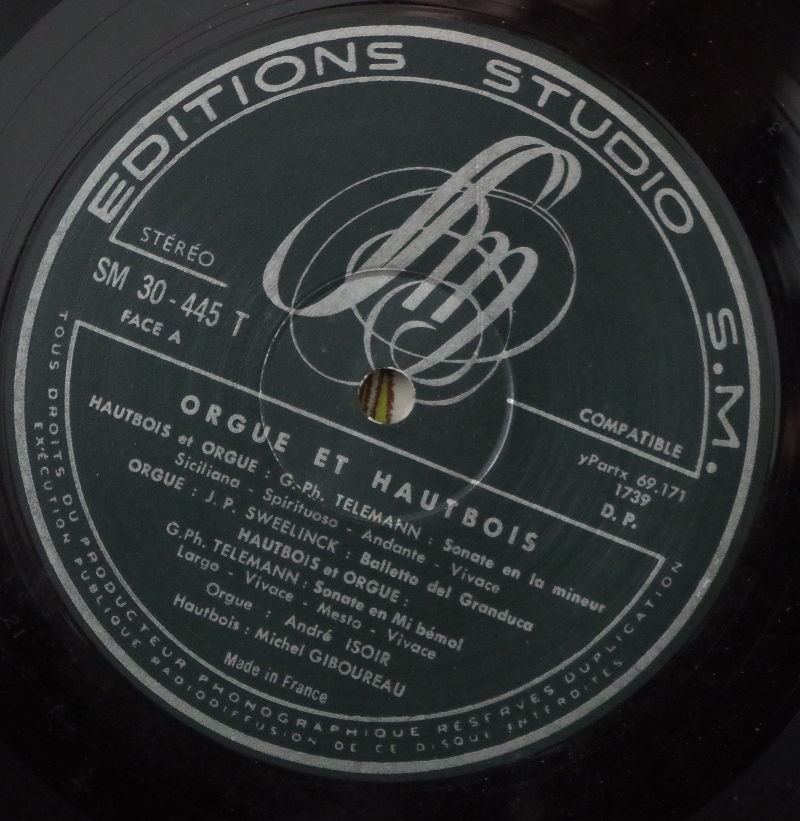 EDITIONS STUDIO S.M.
STÉRÉO
SM 30-445 T
FACE A
COMPATIBLE
yPartx 69.171
1739
D. P.
ORGUE ET HAUTBOIS
HAUTBOIS et ORGUE : G.-Ph. TELEMANN : Sonate en la mineur
Siciliana - Spirituoso - Andante - Vivace
ORGUE : J. P. SWEELINCK : Balletto del Granduca
HAUTBOIS et ORGUE :
G.Ph. TELEMANN : Sonate en Mi bémol
Largo - Vivace - Mesto - Vivace
Orgue : André ISOIR
Hautbois : Michel GIBOUREAU
Made in France
TOUS DROITS DU PRODUCTEUR PHONOGRAPHIQUE RÉSERVÉS DUPLICATION
EXÉCUTION PUBLIQUE RADIODIFFUSION DE CE DISQUE INTERDITES